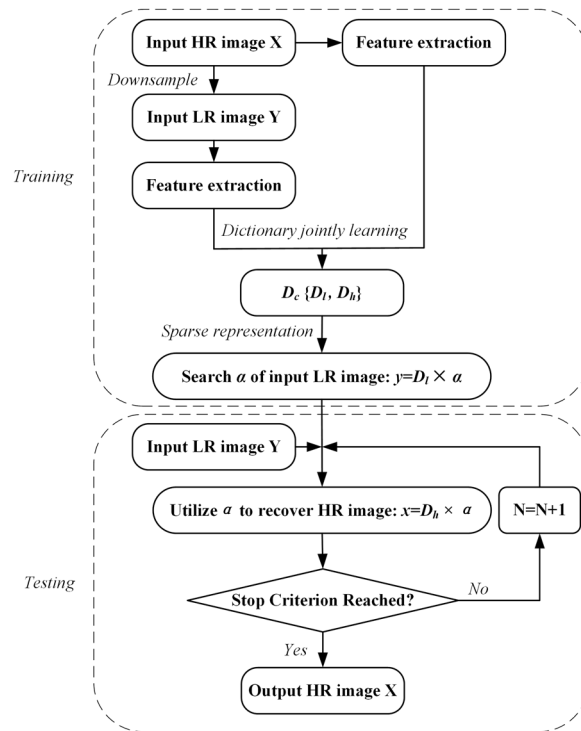 Input HR image X
Feature extraction
Downsample
Input LR image Y
Training
Feature extraction
Dictionary jointly learning
D_c {D_l, D_h}
Sparse representation
Search α of input LR image: y=D_l × α
Input LR image Y
Utilize α to recover HR image: x=D_h × α
N=N+1
Testing
Stop Criterion Reached?
No
Yes
Output HR image X